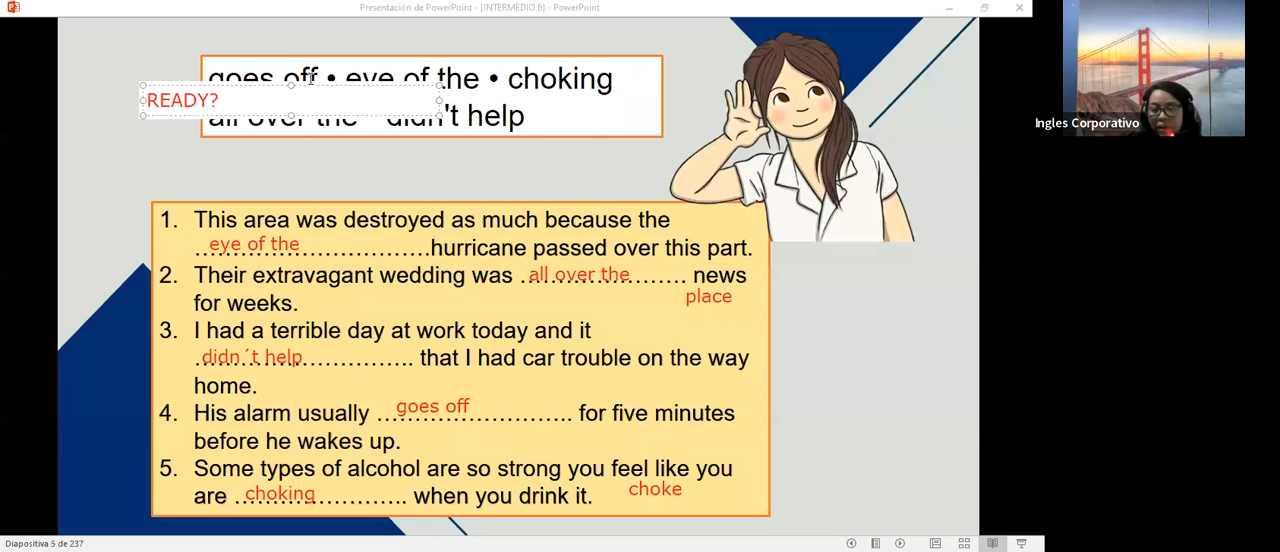 Presentación de PowerPoint - [INTERMEDIO 6] - PowerPoint
goes off • eye of the • choking
READY?
all over the didn't help
1. This area was destroyed as much because the
eye of the
……………………………hurricane passed over this part.
2. Their extravagant wedding was all over the news
place
for weeks.
3. I had a terrible day at work today and it
didn´t help that I had car trouble on the way
home.
4. His alarm usually goes off for five minutes
before he wakes up.
5. Some types of alcohol are so strong you feel like you
are choking when you drink it. choke
Ingles Corporativo
Diapositiva 5 de 237